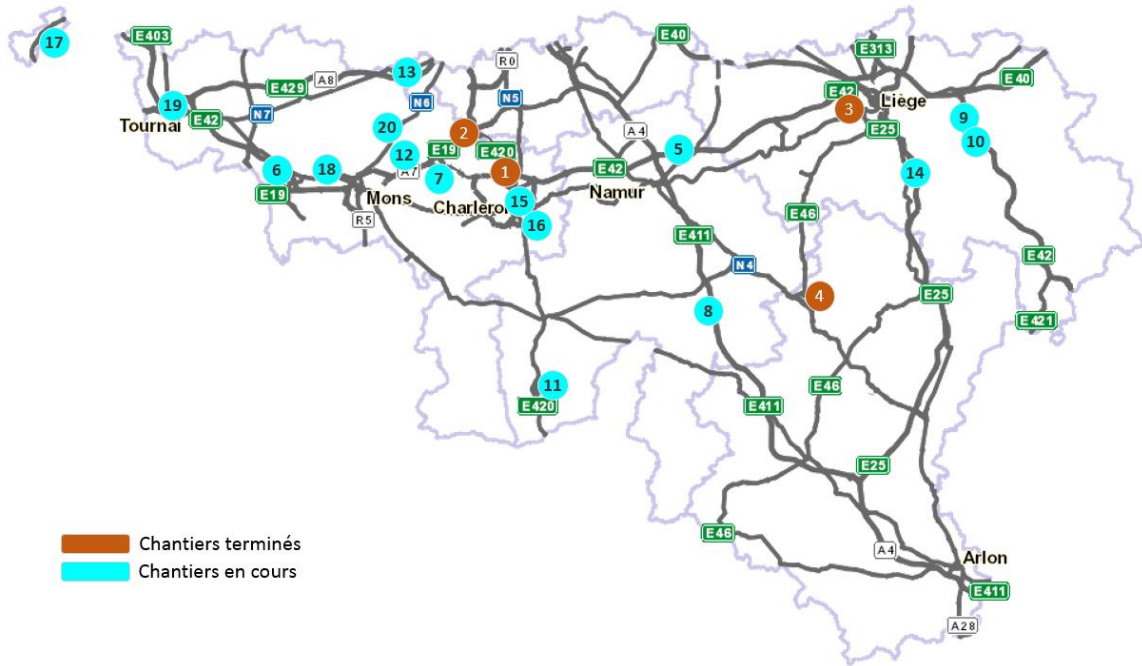 17
E403
13
R0
E40
E313
A8
E429
E40
N6
N5
E42
3
Liège
19
N7
Tournai
E42
20
2
A 4
E25
9
10
E19
E420
5
12
6
18
A7
7
1
E42
Namur
14
E19
Mons
Charleroi
15
R5
16
E46
E411
N4
E42
8
4
E25
E421
11
E420
E46
E411
E25
E46
Chantiers terminés
A4
Arlon
Chantiers en cours
E411
A28